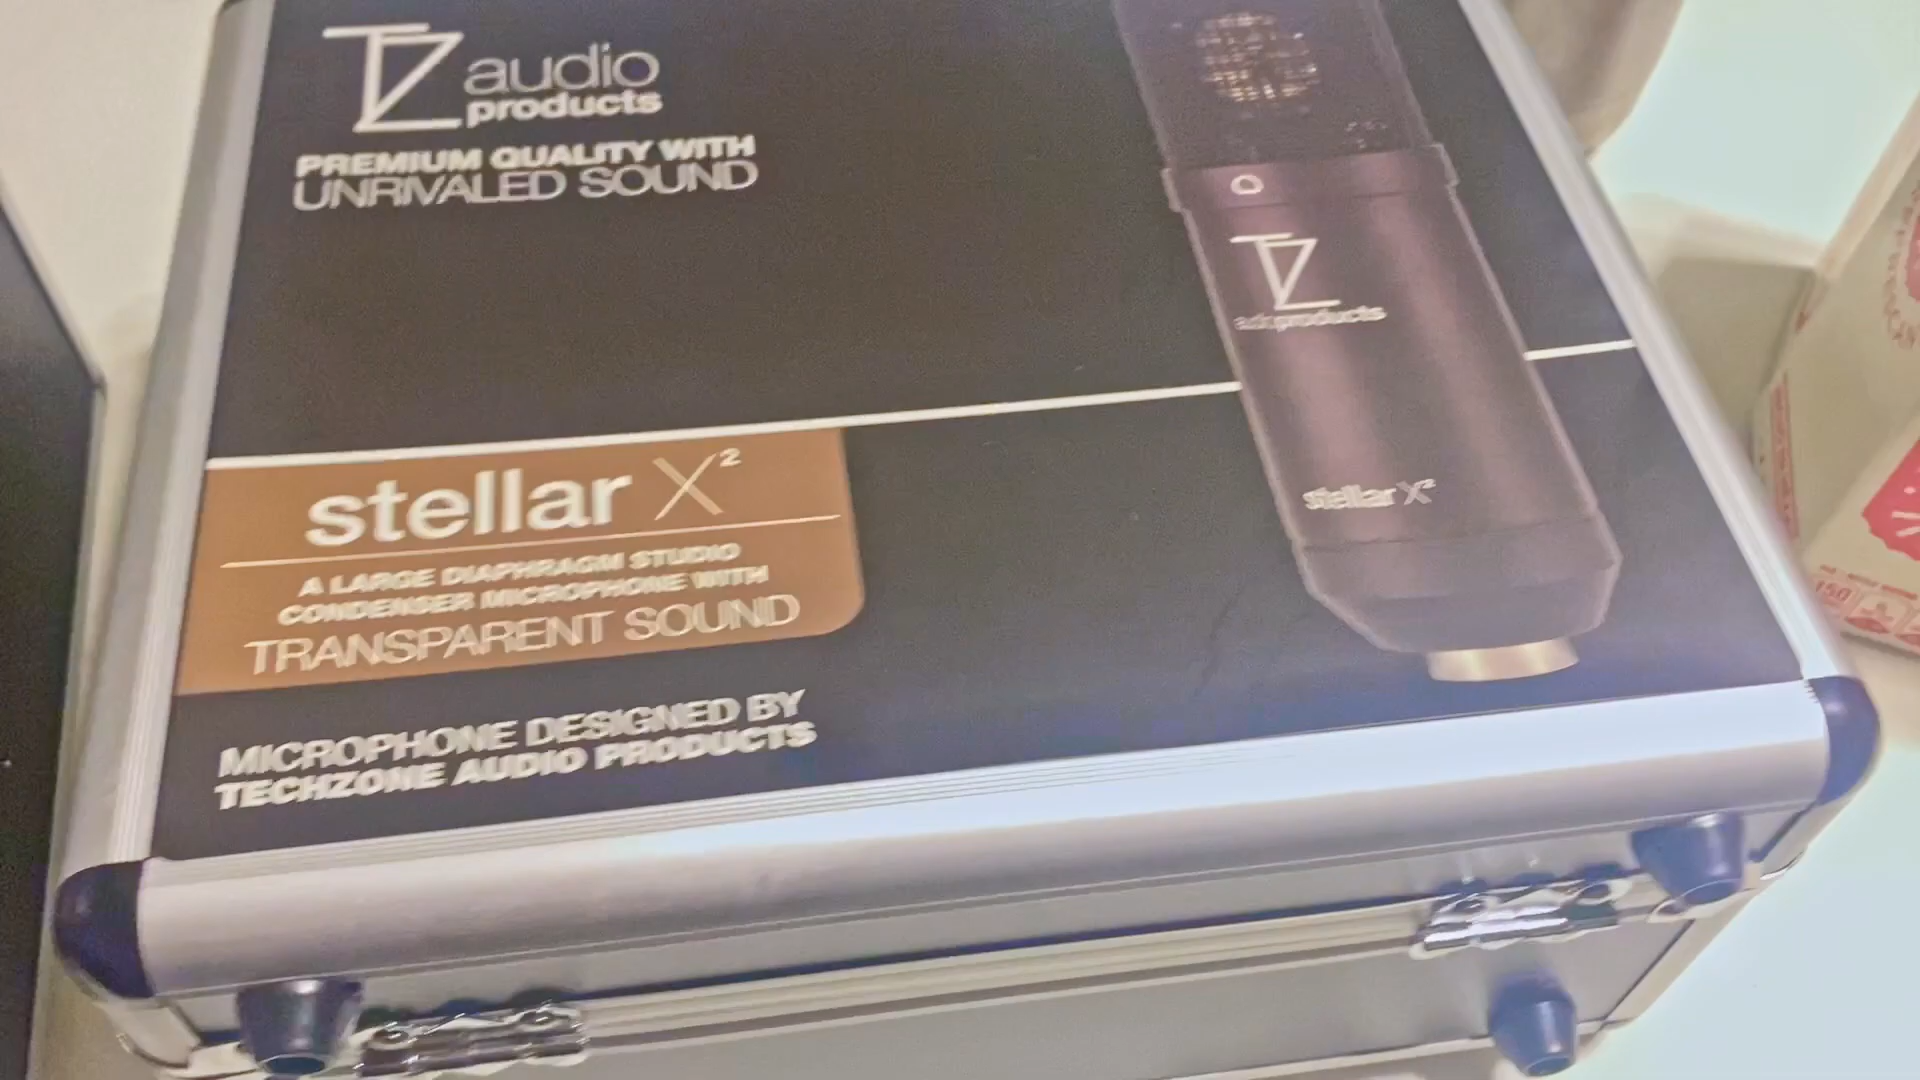 TZ audio
products
PREMIUM QUALITY WITH
UNRIVALED SOUND
stellar X²
A LARGE DIAPHRAGM STUDIO
CONDENSER MICROPHONE WITH
TRANSPARENT SOUND
MICROPHONE DESIGNED BY
TECHZONE AUDIO PRODUCTS
TZ
audioproducts
stellar X²
150